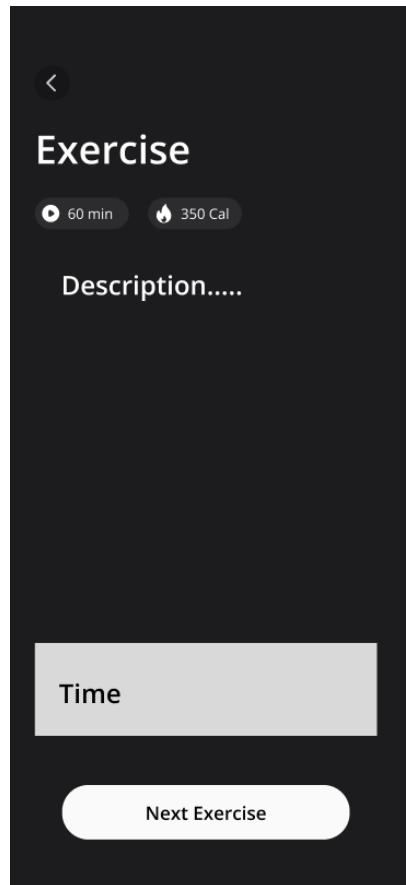 Exercise
60 min 350 Cal
Description.....
Time
Next Exercise